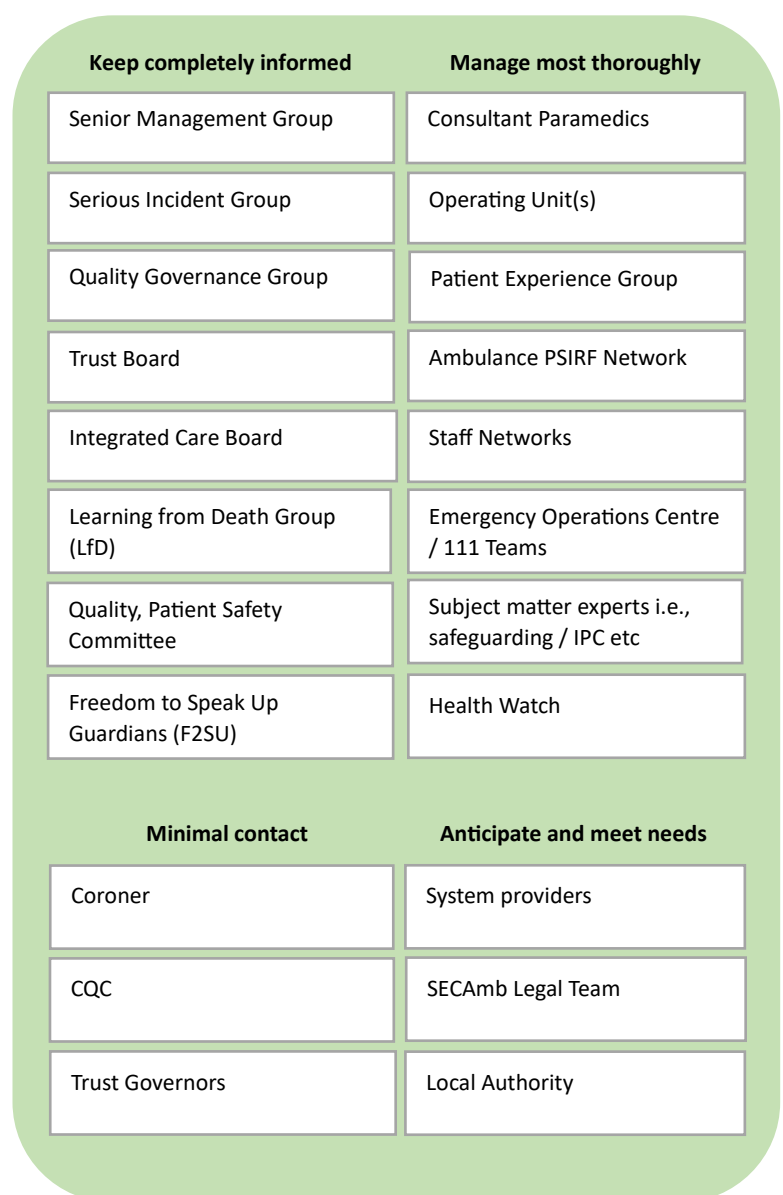 Keep completely informed
Senior Management Group
Serious Incident Group
Quality Governance Group
Trust Board
Integrated Care Board
Learning from Death Group
(LfD)
Quality, Patient Safety
Committee
Freedom to Speak Up
Guardians (F2SU)
Manage most thoroughly
Consultant Paramedics
Operating Unit(s)
Patient Experience Group
Ambulance PSIRF Network
Staff Networks
Emergency Operations Centre
/ 111 Teams
Subject matter experts i.e.,
safeguarding / IPC etc
Health Watch
Minimal contact
Coroner
CQC
Trust Governors
Anticipate and meet needs
System providers
SECAmb Legal Team
Local Authority